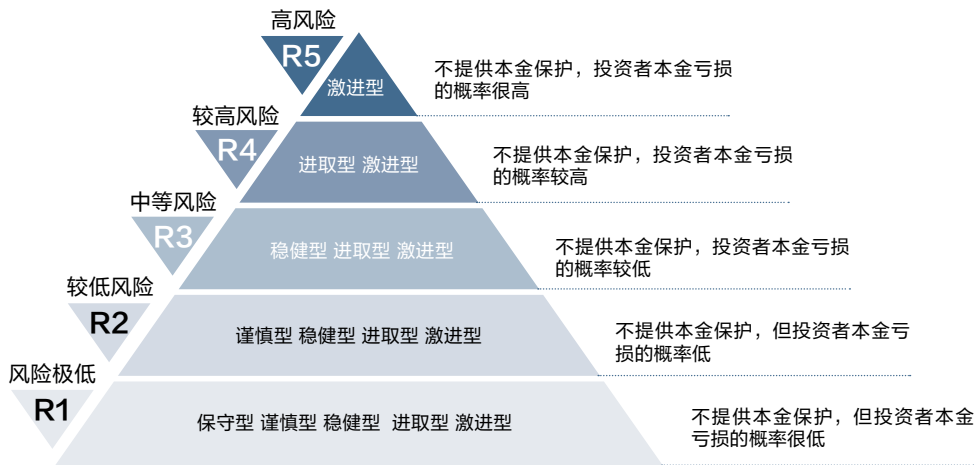 高风险
R5
激进型
不提供本金保护，投资者本金亏损
的概率很高
较高风险
R4
进取型 激进型
不提供本金保护，投资者本金亏损
的概率较高
中等风险
R3
稳健型 进取型 激进型
不提供本金保护，投资者本金亏损
的概率较低
较低风险
R2
谨慎型 稳健型 进取型 激进型
不提供本金保护，但投资者本金亏
损的概率低
风险极低
R1
保守型 谨慎型 稳健型 进取型 激进型
不提供本金保护，但投资者本金
亏损的概率很低